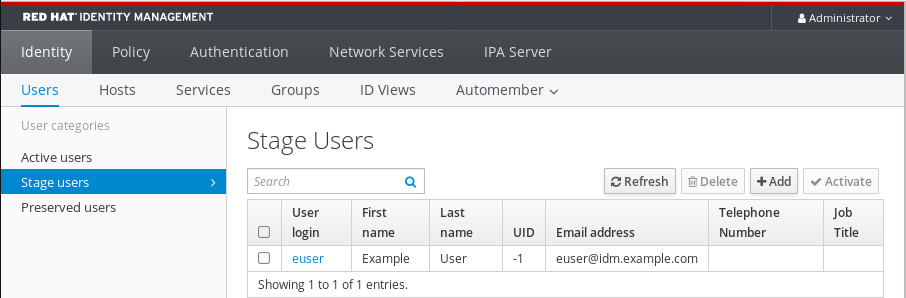 RED HAT® IDENTITY MANAGEMENT
Administrator
Identity Policy Authentication Network Services IPA Server
Users Hosts Services Groups ID Views Automember
User categories
Active users
Stage users
Preserved users
Stage Users
Search
Refresh Delete Add Activate
User login First name Last name UID Email address Telephone Number Job Title
euser Example User -1 euser@idm.example.com
Showing 1 to 1 of 1 entries.